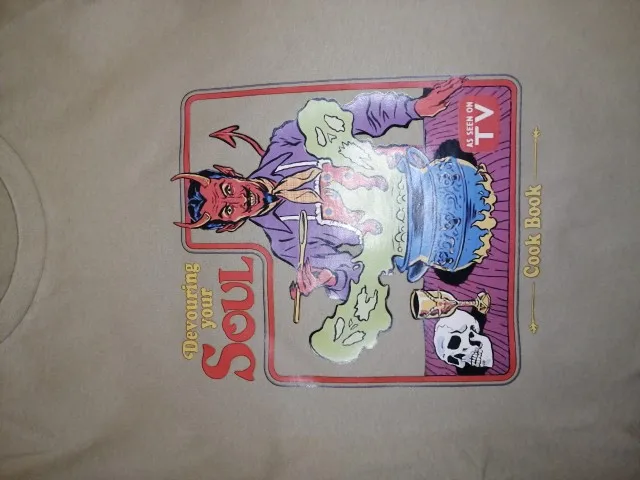 Devouring
your
SOUL
AS SEEN ON
TV
Cook Book